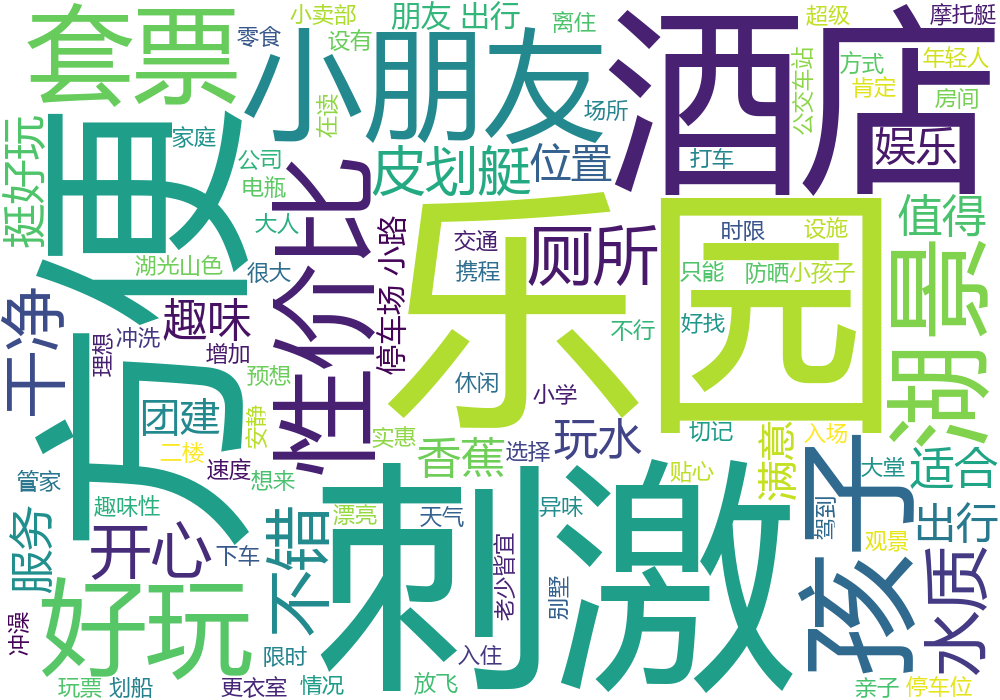 小卖部
朋友 出行
离住
超级
摩托艇
套票
零食
设有
小朋友
酒店
公交车站
方式
年轻人
肯定
房间
在读
场所
家庭
挺好玩
方便
公司
电瓶
大人
性价比
皮划艇
位置
打车
娱乐
值得
湖光山色
很大
小路
停车场
交通
携程
厕所
乐园
时限
设施
只能
防晒
小孩子
湖景
干净
理想
冲洗
趣味
增加
预想
不行
好找
休闲
小学
团建
安静
实惠
香蕉
选择
玩水
切记
满意
入场
二楼
速度
想来
管家
贴心
孩子
大堂
适合
趣味性
服务
开心
下车
不错
漂亮
天气
刺激
异味
老少皆宜
别墅
驾到
出行
观景
水质
冲澡
好玩
限时
入住
玩票
划船
更衣室
情况
放飞
亲子
停车位